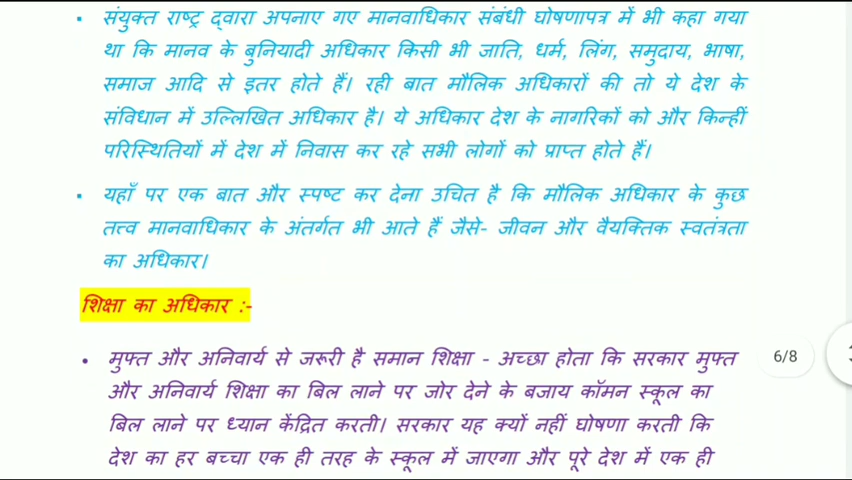 • संयुक्त राष्ट्र द्वारा अपनाए गए मानवाधिकार संबंधी घोषणापत्र में भी कहा गया
था कि मानव के बुनियादी अधिकार किसी भी जाति, धर्म, लिंग, समुदाय, भाषा,
समाज आदि से इतर होते हैं। रही बात मौलिक अधिकारों की तो ये देश के
संविधान में उल्लिखित अधिकार है। ये अधिकार देश के नागरिकों को और किन्हीं
परिस्थितियों में देश में निवास कर रहे सभी लोगों को प्राप्त होते हैं।
• यहाँ पर एक बात और स्पष्ट कर देना उचित है कि मौलिक अधिकार के कुछ
तत्त्व मानवाधिकार के अंतर्गत भी आते हैं जैसे- जीवन और वैयक्तिक स्वतंत्रता
का अधिकार।
शिक्षा का अधिकार :-
• मुफ्त और अनिवार्य से जरूरी है समान शिक्षा - अच्छा होता कि सरकार मुफ्त
और अनिवार्य शिक्षा का बिल लाने पर जोर देने के बजाय कॉमन स्कूल का
बिल लाने पर ध्यान केंद्रित करती। सरकार यह क्यों नहीं घोषणा करती कि
देश का हर बच्चा एक ही तरह के स्कूल में जाएगा और पूरे देश में एक ही
6/8